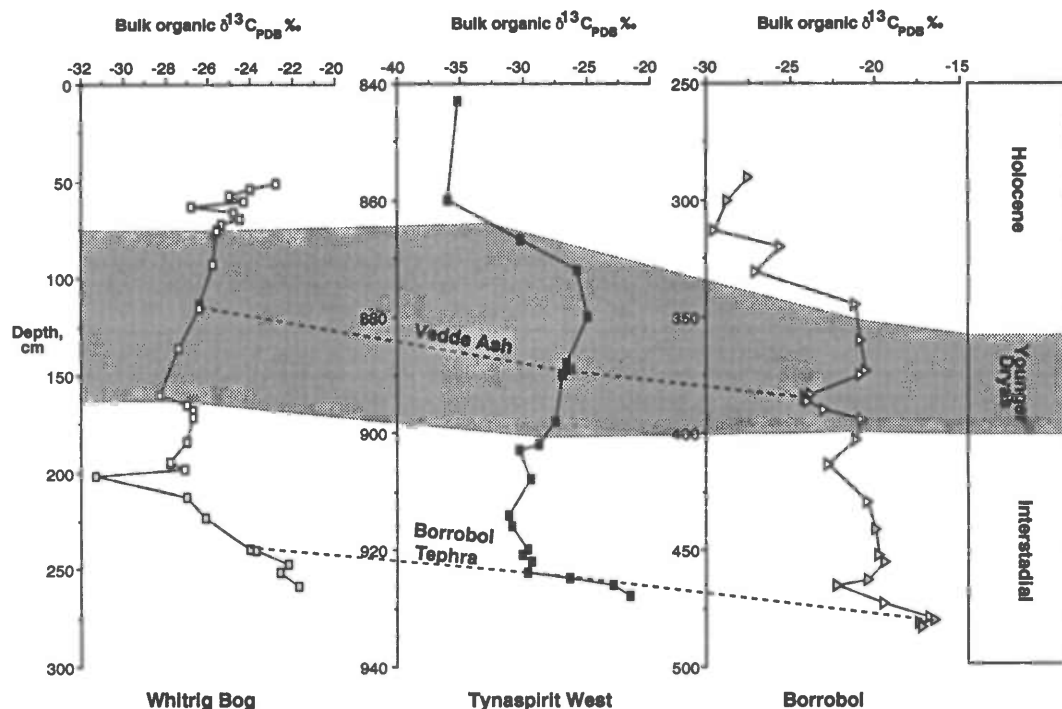 Bulk organic δ13CPDB ‰ Bulk organic δ13CPDB ‰ Bulk organic δ13CPDB ‰
-32 -30 -28 -26 -24 -22 -20 -40 -35 -30 -25 -20 -30 -25 -20 -15
0 840 250
50 860 300
100 880 350
150 900 400
200 920 450
250 940 500
300
Depth,
cm
Vedde Ash
Borrobol
Tephra
Holocene
Younger
Dryas
Interstadial
Whitrig Bog Tynaspirit West Borrobol